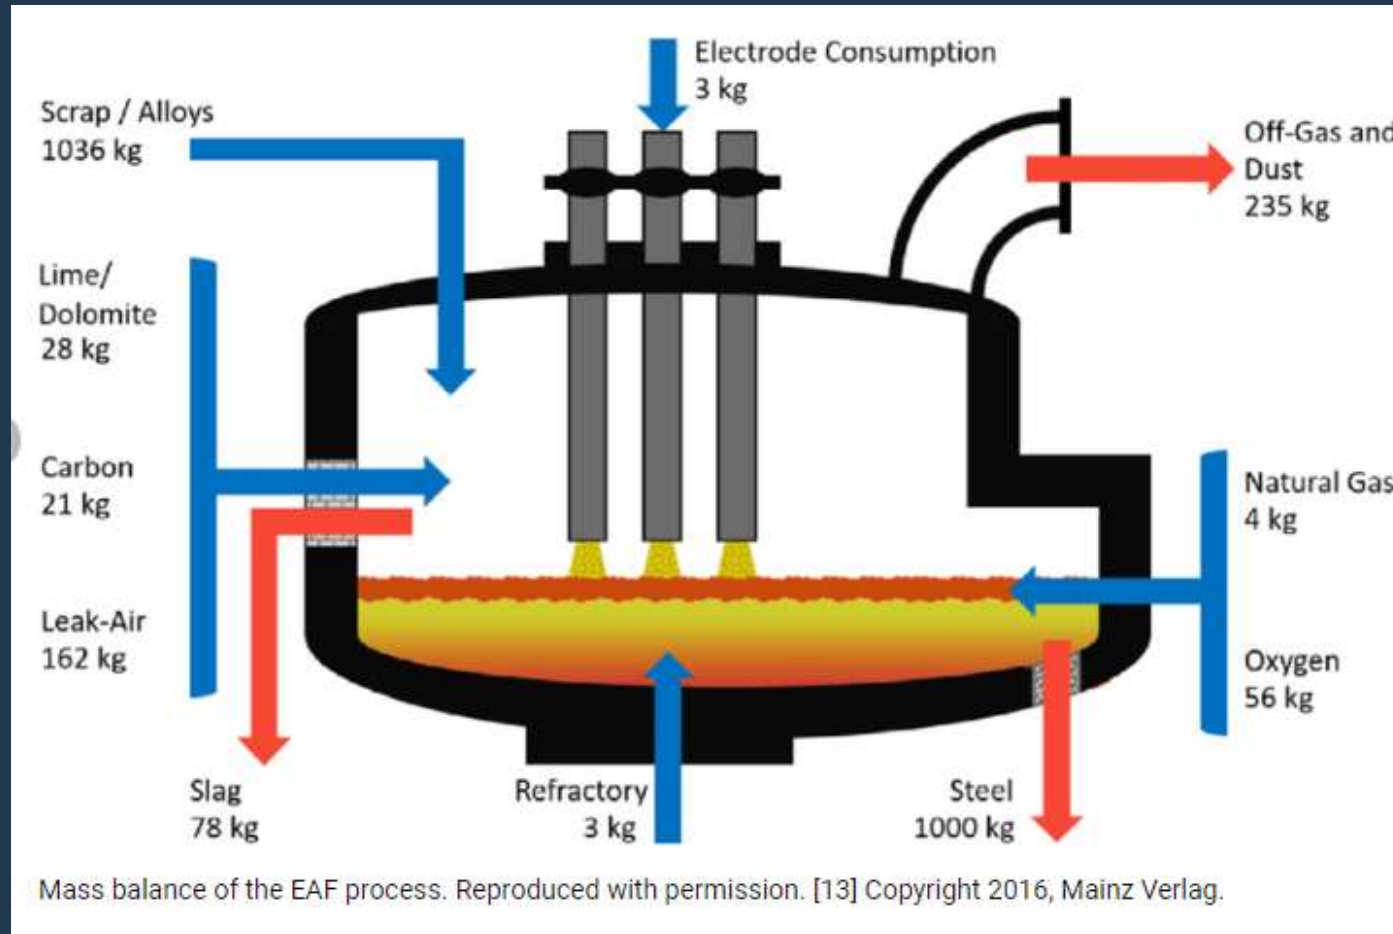 Electrode Consumption
3 kg
Scrap / Alloys
1036 kg
Off-Gas and
Dust
235 kg
Lime/
Dolomite
28 kg
Carbon
21 kg
Natural Gas
4 kg
Leak-Air
162 kg
Oxygen
56 kg
Slag
78 kg
Refractory
3 kg
Steel
1000 kg
Mass balance of the EAF process. Reproduced with permission. [13] Copyright 2016, Mainz Verlag.